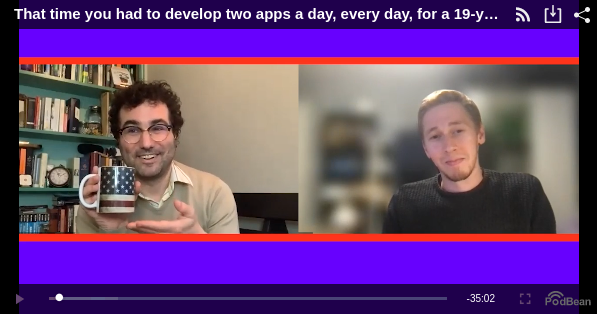 That time you had to develop two apps a day, every day, for a 19-y...
-35:02
PodBean